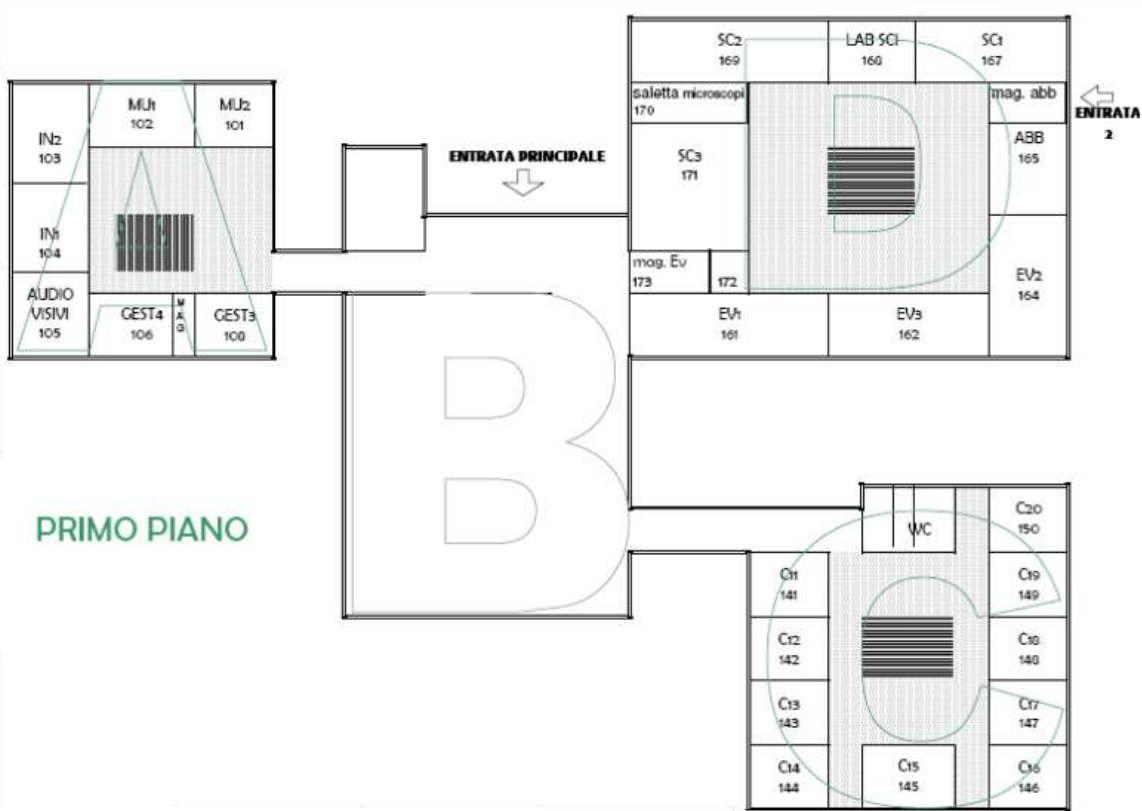 SC2
169
LAB SCI
168
SC1
167
saletta microscopi
170
mag. abb
ENTRATA
2
ABB
165
SC3
171
mag. Ev
173
172
EV2
164
EV1
161
EV3
162
D
MU1
102
MU2
101
IN2
103
IN1
104
AUDIO
VISIVI
105
GEST4
106
MAG
GEST3
108
A
ENTRATA PRINCIPALE
B
PRIMO PIANO
WC
C20
150
C11
141
C19
149
C12
142
C18
148
C13
143
C17
147
C14
144
C15
145
C16
146
C